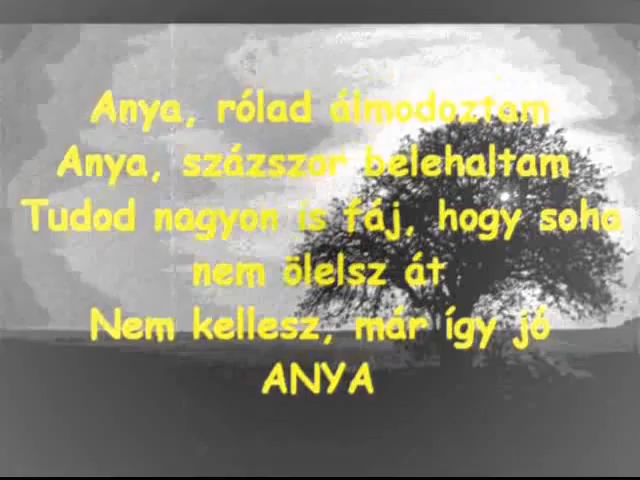 Anya, rólad álmodoztam
Anya, százszor belehaltam
Tudod nagyon is fáj, hogy soha
nem ölelsz át
Nem kellesz, már így jó
ANYA